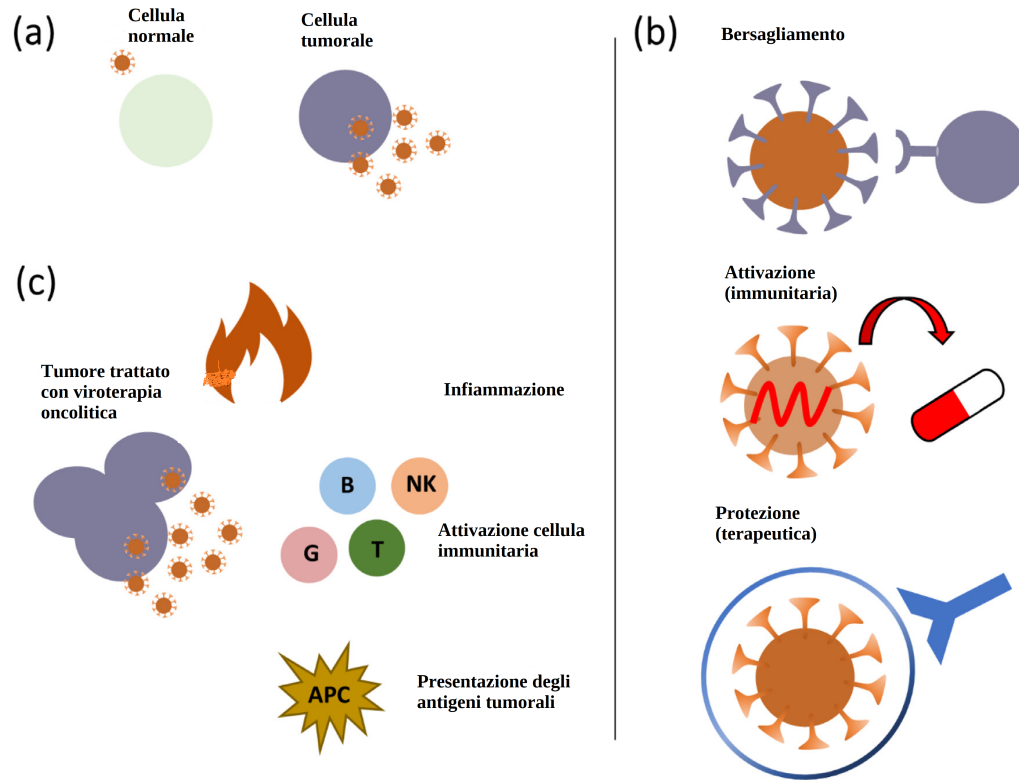 (a)
Cellula
normale
Cellula
tumorale
(b)
Bersagliamento
Attivazione
(immunitaria)
Protezione
(terapeutica)
(c)
Tumore trattato
con viroterapia
oncolitica
Infiammazione
B
NK
G
T
Attivazione cellula
immunitaria
APC
Presentazione degli
antigeni tumorali